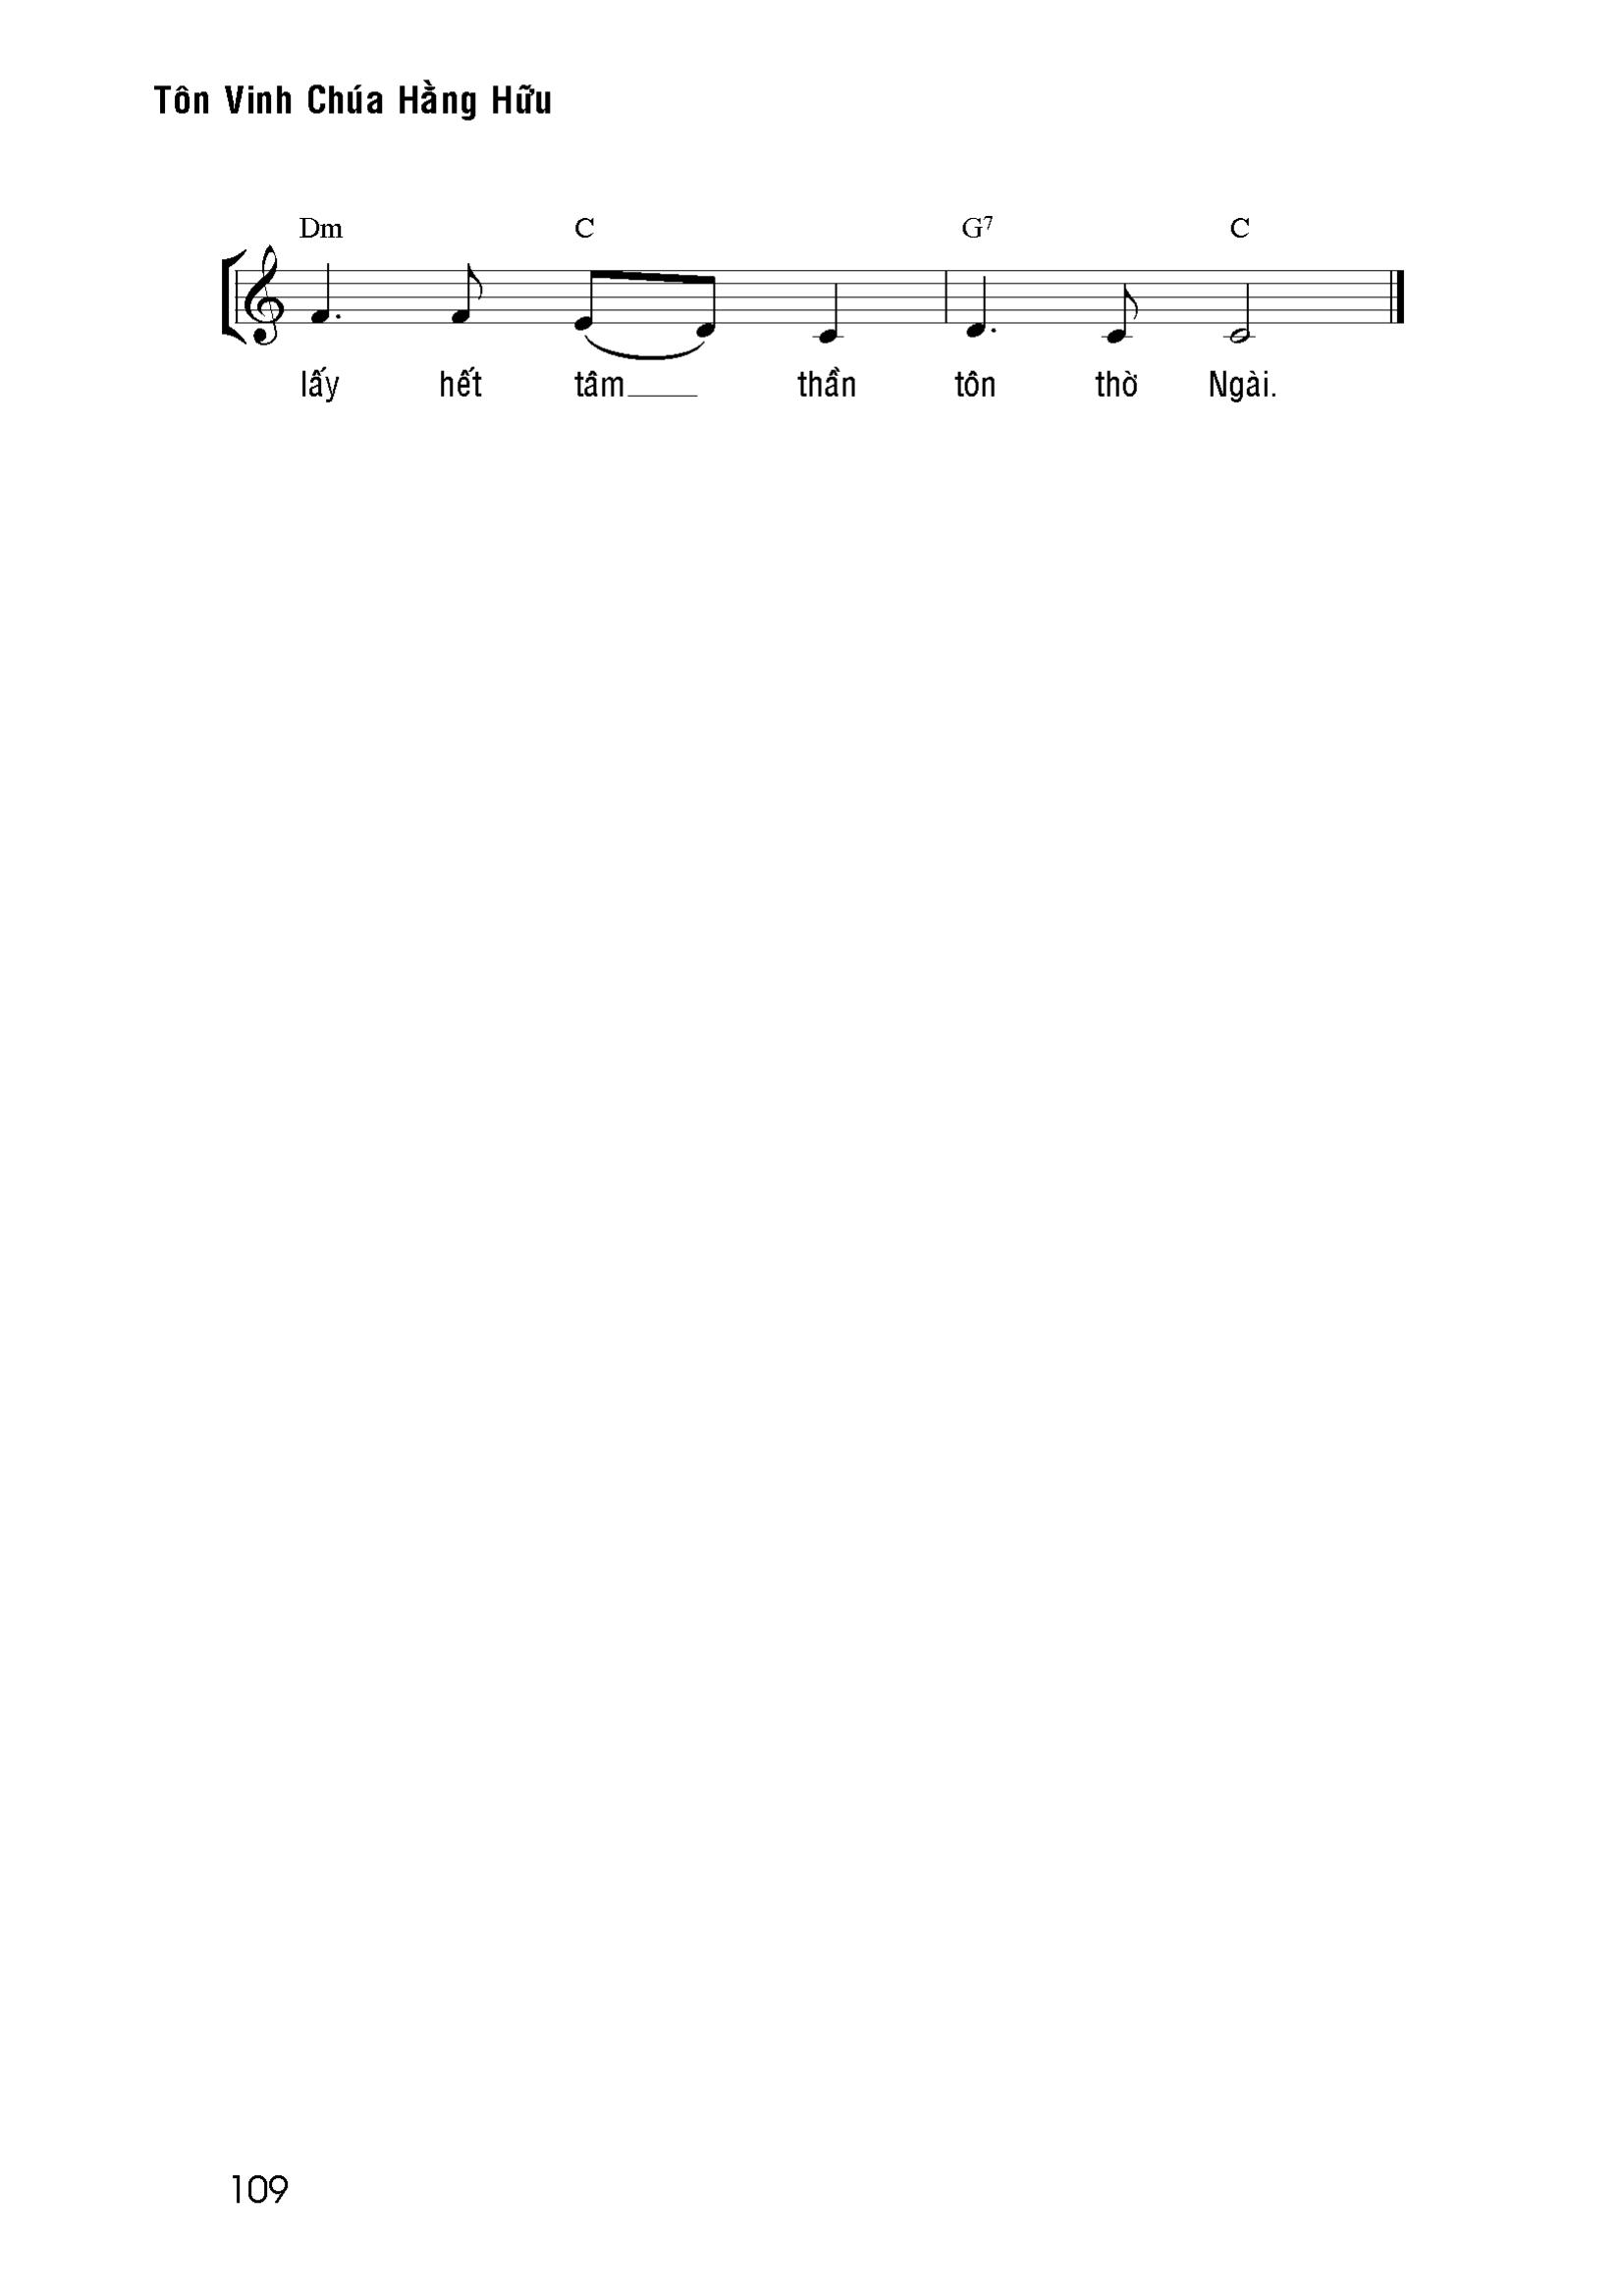 Tôn Vinh Chúa Hằng Hữu
Dm C G7 C
lấy hết tâm thần tôn thờ Ngài.
109